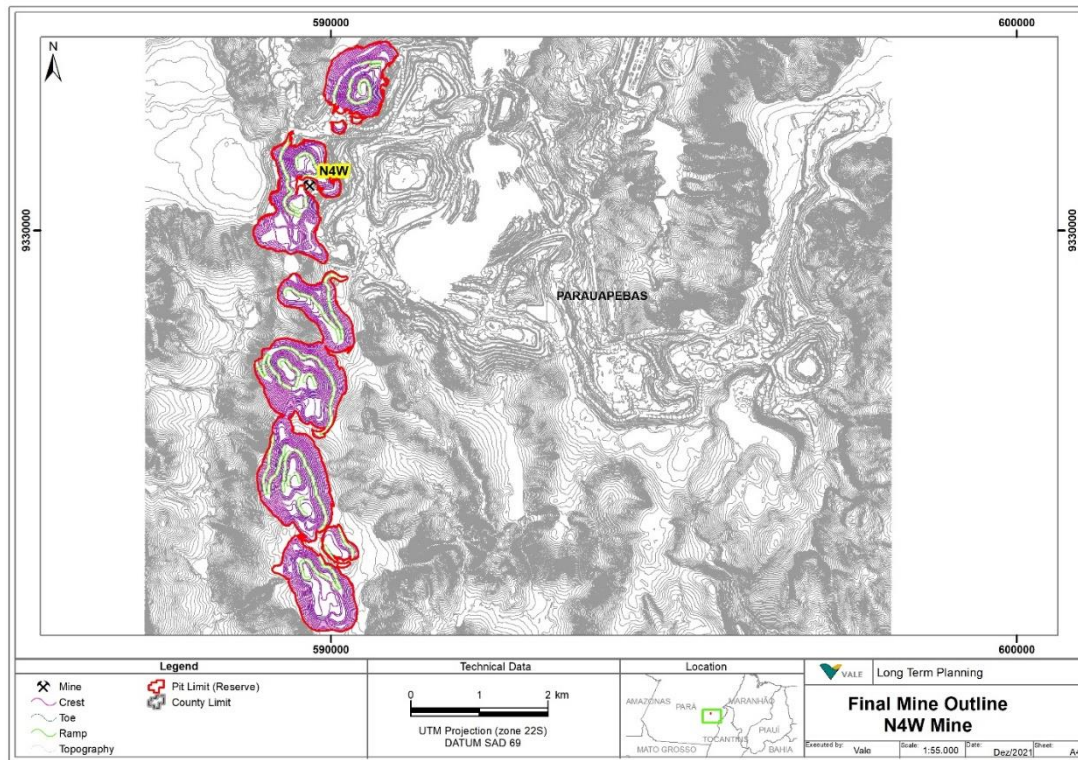 590000
600000
N
N4W
9330000
9330000
PARAUAPEBAS
590000
600000
Legend
Mine
Crest
Toe
Ramp
Topography
Pit Limit (Reserve)
County Limit
Technical Data
0 1 2 km
UTM Projection (zone 22S)
DATUM SAD 69
Location
AMAZONAS
PARÁ
MARANHÃO
PIAUÍ
TOCANTINS
MATO GROSSO
BAHIA
VALE
Long Term Planning
Final Mine Outline
N4W Mine
Executed by:
Vale
Scale:
1:55.000
Date:
Dez/2021
Sheet:
A4